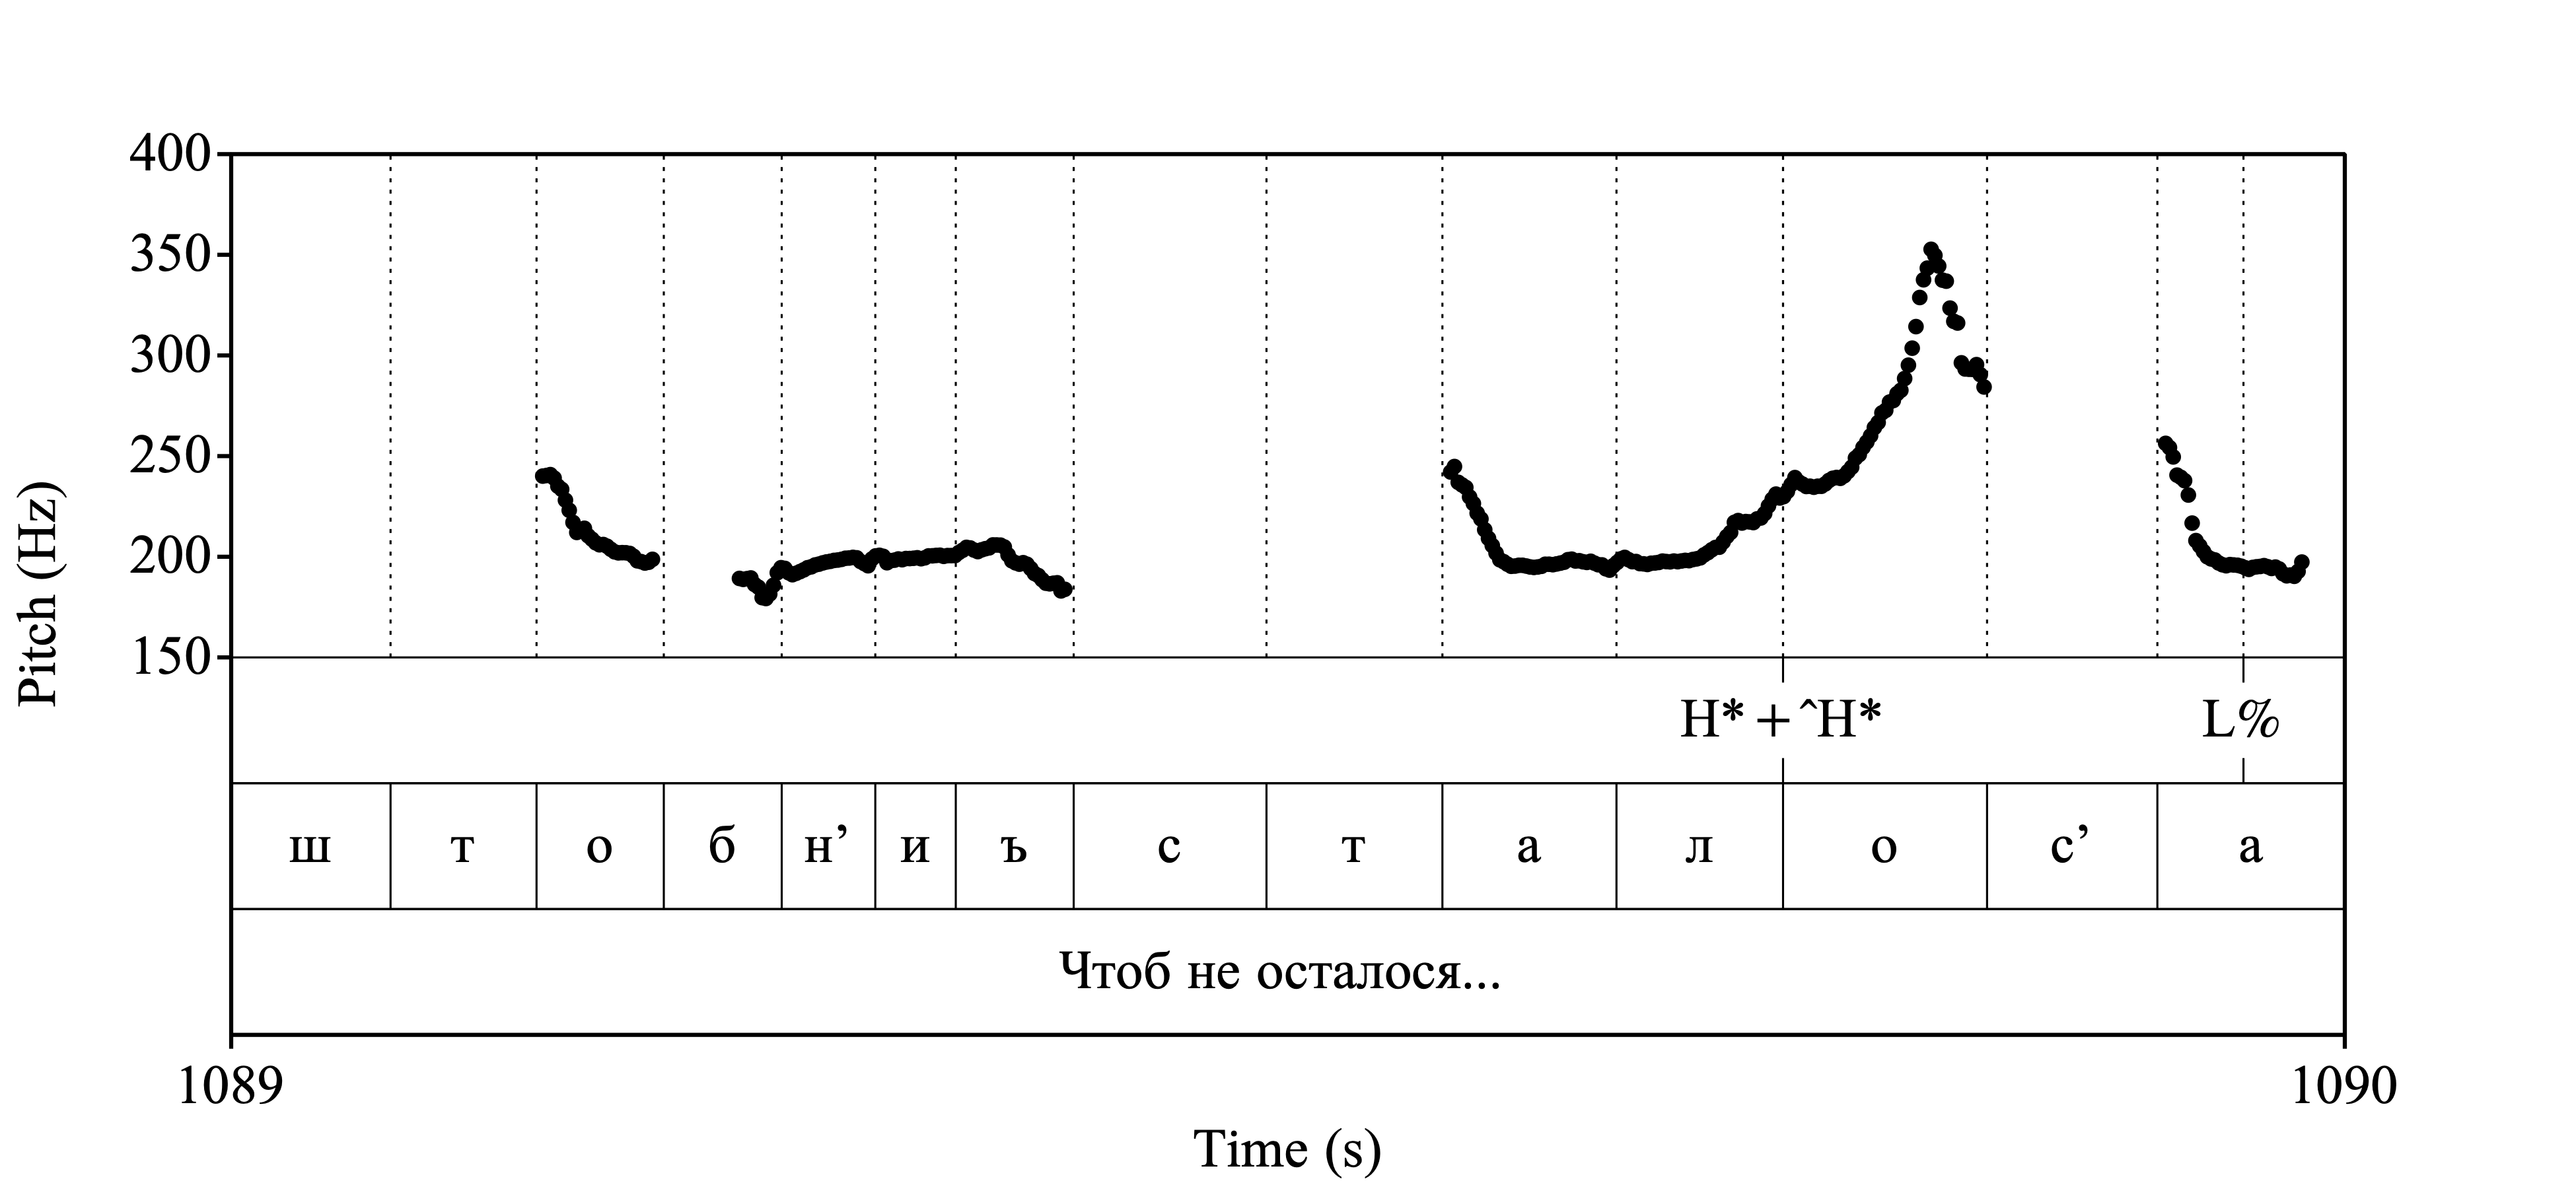 400
350
300
250
200
150
Pitch (Hz)
H* + ^H* L%
ш т о б н’ и ъ с т а л о с’ а
Чтоб не осталося...
1089 1090
Time (s)